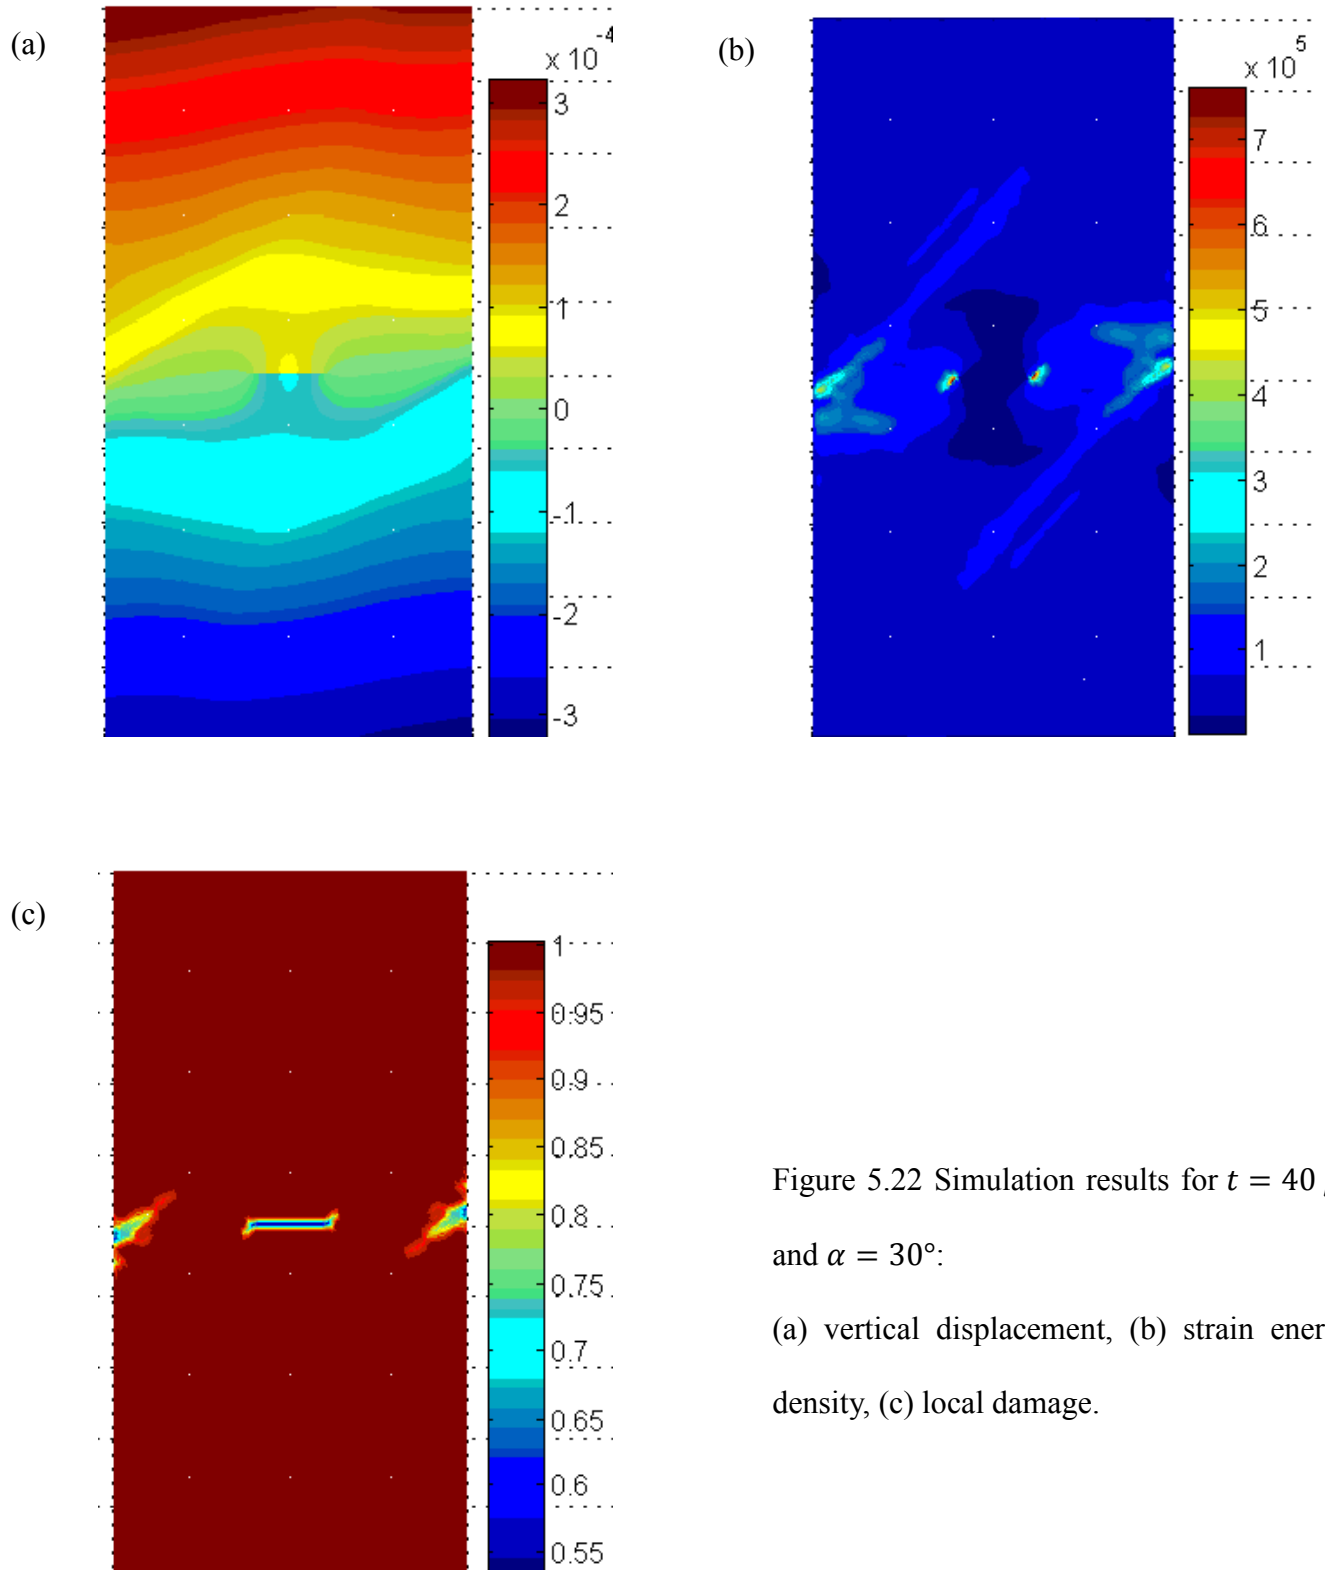 (a)
x 10^-4
3
2
1
0
-1
-2
-3
(b)
x 10^5
7
6
5
4
3
2
1
(c)
1
0.95
0.9
0.85
0.8
0.75
0.7
0.65
0.6
0.55
Figure 5.22 Simulation results for t = 40
and α = 30°:
(a) vertical displacement, (b) strain ener
density, (c) local damage.